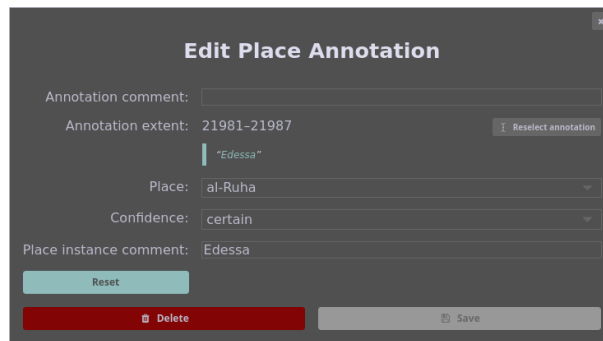 Edit Place Annotation
Annotation comment:
Annotation extent: 21981–21987 Reselect annotation
“Edessa”
Place: al-Ruha
Confidence: certain
Place instance comment: Edessa
Reset
Delete Save